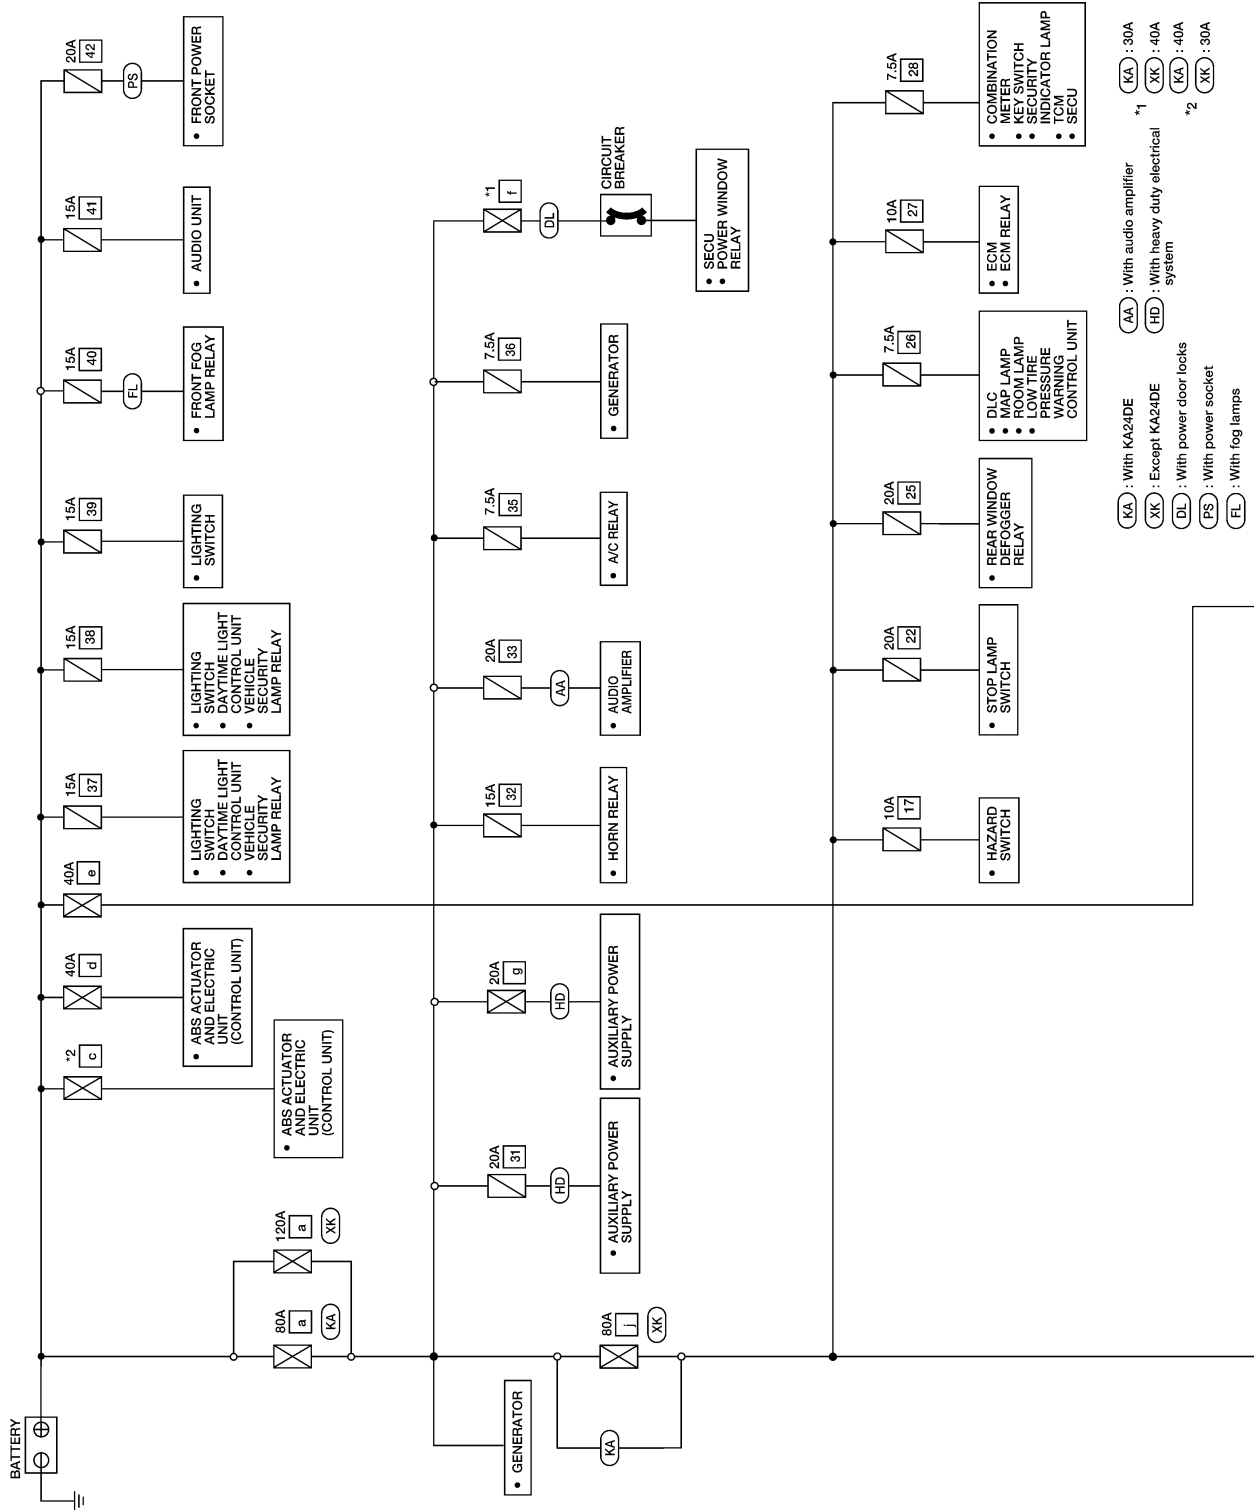 BATTERY
*2
c
• ABS ACTUATOR
AND ELECTRIC
UNIT
(CONTROL UNIT)
40A
d
• ABS ACTUATOR
AND ELECTRIC
UNIT
(CONTROL UNIT)
40A
e
15A
37
• LIGHTING
SWITCH
• DAYTIME LIGHT
CONTROL UNIT
• VEHICLE
SECURITY
LAMP RELAY
15A
38
• LIGHTING
SWITCH
• DAYTIME LIGHT
CONTROL UNIT
• VEHICLE
SECURITY
LAMP RELAY
15A
39
• LIGHTING
SWITCH
15A
40
FL
• FRONT FOG
LAMP RELAY
15A
41
• AUDIO UNIT
20A
42
PS
• FRONT POWER
SOCKET
80A
a
KA
120A
a
XK
• GENERATOR
20A
31
HD
• AUXILIARY POWER
SUPPLY
20A
g
HD
• AUXILIARY POWER
SUPPLY
15A
32
• HORN RELAY
20A
33
AA
• AUDIO
AMPLIFIER
7.5A
35
• A/C RELAY
7.5A
36
• GENERATOR
*1
f
DL
CIRCUIT
BREAKER
• SECU
• POWER WINDOW
RELAY
KA
80A
j
XK
10A
17
• HAZARD
SWITCH
20A
22
• STOP LAMP
SWITCH
20A
25
• REAR WINDOW
DEFOGGER
RELAY
7.5A
26
• DLC
• MAP LAMP
• ROOM LAMP
• LOW TIRE
PRESSURE
WARNING
CONTROL UNIT
10A
27
• ECM
• ECM RELAY
7.5A
28
• COMBINATION
METER
• KEY SWITCH
• SECURITY
INDICATOR LAMP
• TCM
• SECU
KA : With KA24DE
XK : Except KA24DE
DL : With power door locks
PS : With power socket
FL : With fog lamps
AA : With audio amplifier
HD : With heavy duty electrical
system
*1 KA : 30A
XK : 40A
*2 KA : 40A
XK : 30A